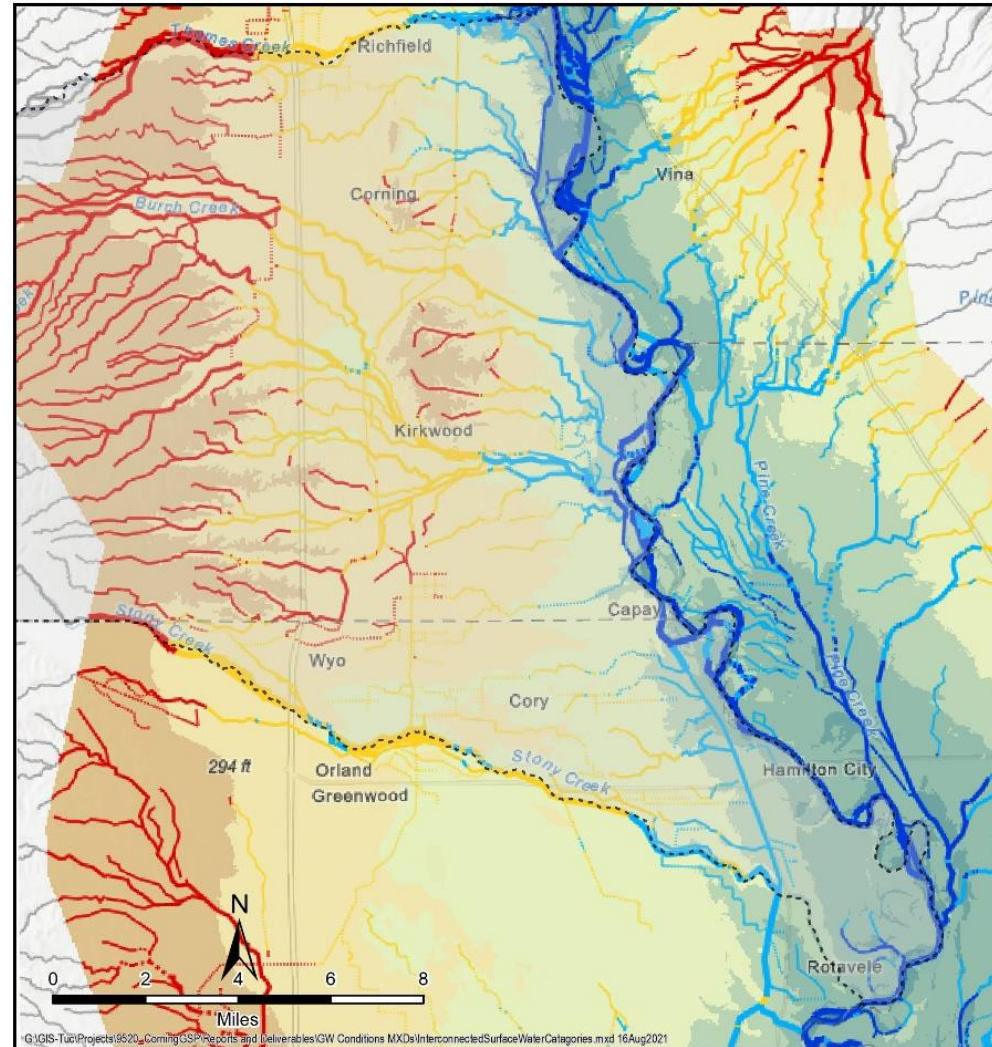 Thomes Creek
Richfield
Vina
Corning
Burch Creek
Pine
Kirkwood
Pine Creek
Capay
Stony Creek
Wyo
Cory
Pine Creek
294 ft
Orland
Greenwood
Stony Creek
Hamilton City
N
Rotavele
0 2 4 6 8
Miles
G:\GIS-Tuc\Projects\9520_CorningGSP\Reports and Deliverables\GW Conditions MXDs\InterconnectedSurfaceWaterCatagories.mxd 16Aug2021